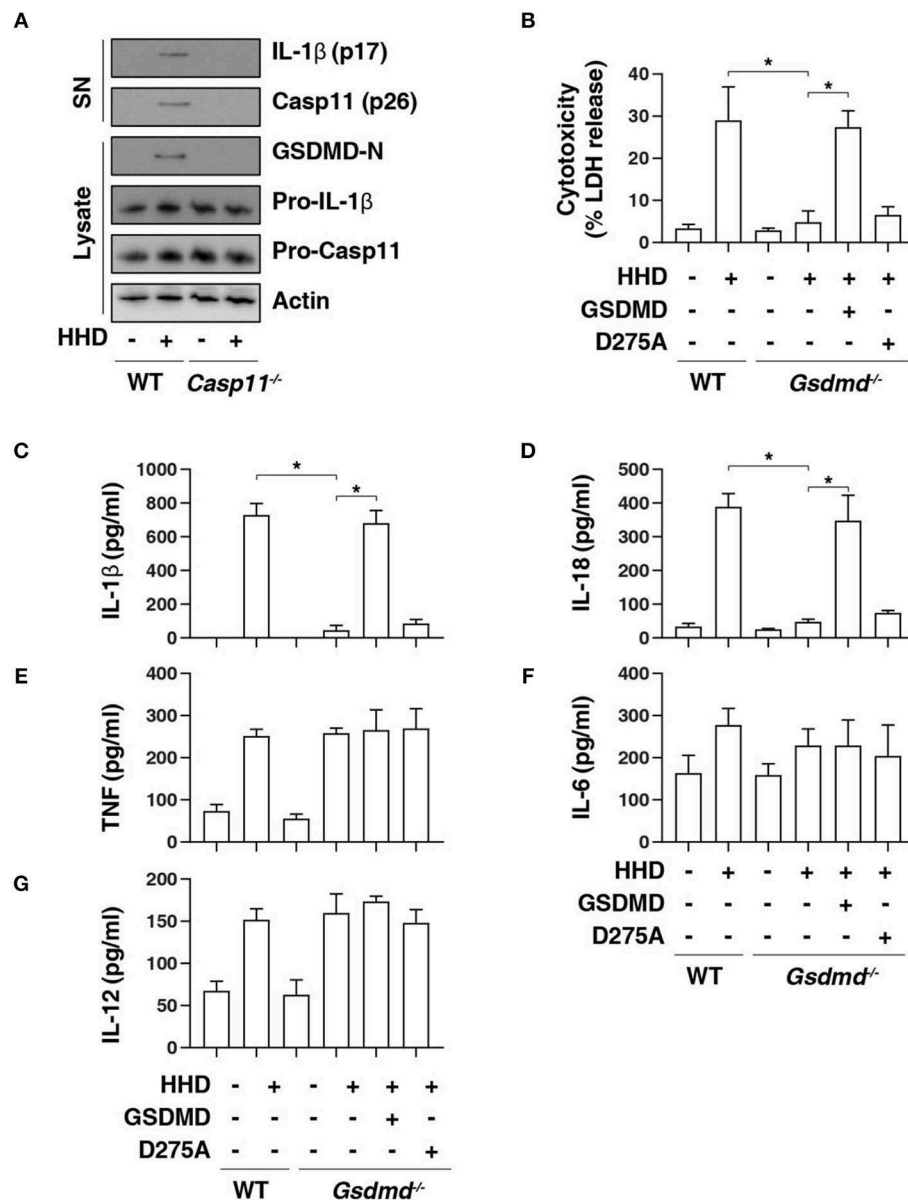 A
SN
IL-1β (p17)
Casp11 (p26)
Lysate
GSDMD-N
Pro-IL-1β
Pro-Casp11
Actin
HHD - + - +
WT Casp11-/-
B
Cytotoxicity
(% LDH release)
40
30
20
10
0
* *
HHD - + - + + +
GSDMD - - - - + -
D275A - - - - - +
WT Gsdmd-/-
C
IL-1β (pg/ml)
1000
800
600
400
200
0
* *
D
IL-18 (pg/ml)
500
400
300
200
100
0
* *
E
TNF (pg/ml)
400
300
200
100
0
F
IL-6 (pg/ml)
400
300
200
100
0
HHD - + - + + +
GSDMD - - - - + -
D275A - - - - - +
WT Gsdmd-/-
G
IL-12 (pg/ml)
200
150
100
50
0
HHD - + - + + +
GSDMD - - - - + -
D275A - - - - - +
WT Gsdmd-/-